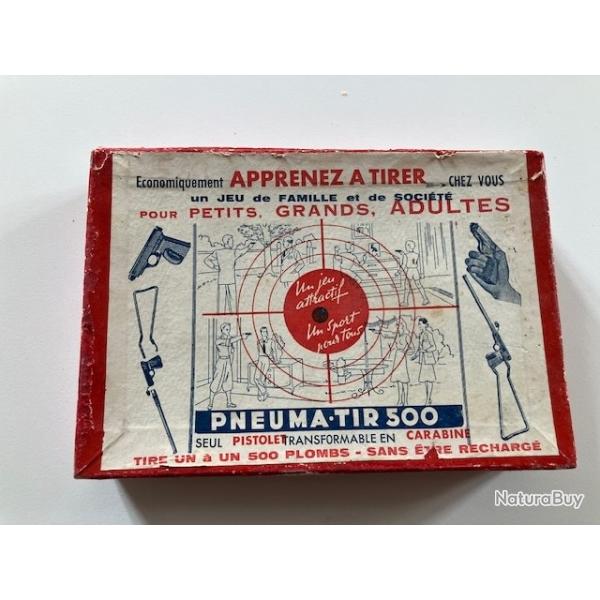 Economiquement APPRENEZ A TIRER CHEZ VOUS
un JEU de FAMILLE et de SOCIÉTÉ
POUR PETITS, GRANDS, ADULTES
Un jeu
attractif
Un sport
pour tous
PNEUMA-TIR 500
SEUL PISTOLET TRANSFORMABLE EN CARABINE
TIRE UN à UN 500 PLOMBS - SANS ÊTRE RECHARGÉ
NaturaBuy